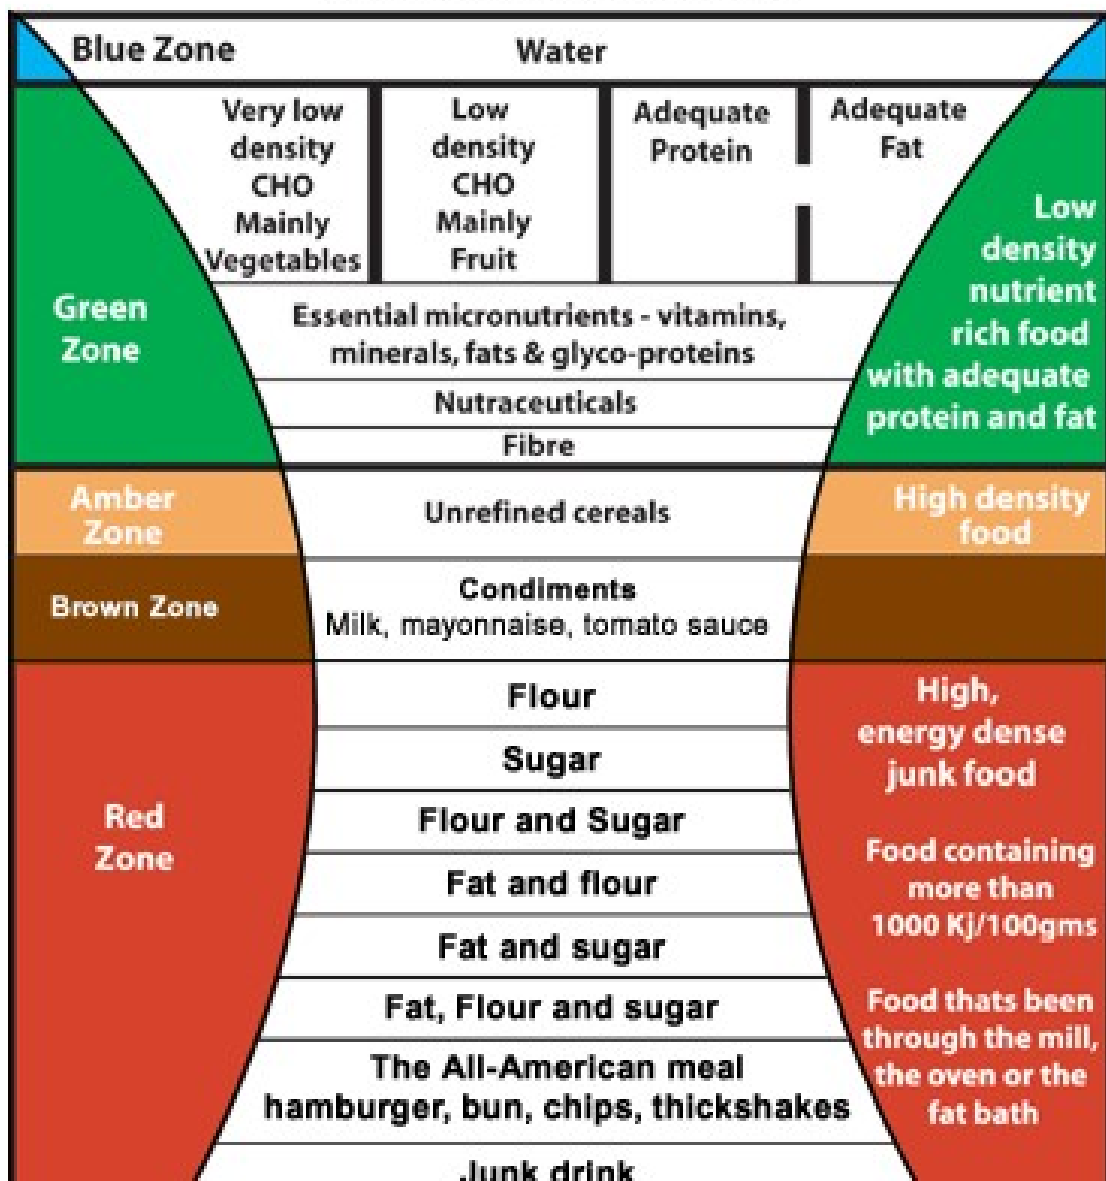 Blue Zone
Water
Very low
density
CHO
Mainly
Vegetables
Low
density
CHO
Mainly
Fruit
Adequate
Protein
Adequate
Fat
Green
Zone
Essential micronutrients - vitamins,
minerals, fats & glyco-proteins
Nutraceuticals
Fibre
Low
density
nutrient
rich food
with adequate
protein and fat
Amber
Zone
Unrefined cereals
High density
food
Brown Zone
Condiments
Milk, mayonnaise, tomato sauce
Red
Zone
Flour
Sugar
Flour and Sugar
Fat and flour
Fat and sugar
Fat, Flour and sugar
The All-American meal
hamburger, bun, chips, thickshakes
Junk drink
High,
energy dense
junk food
Food containing
more than
1000 Kj/100gms
Food thats been
through the mill,
the oven or the
fat bath